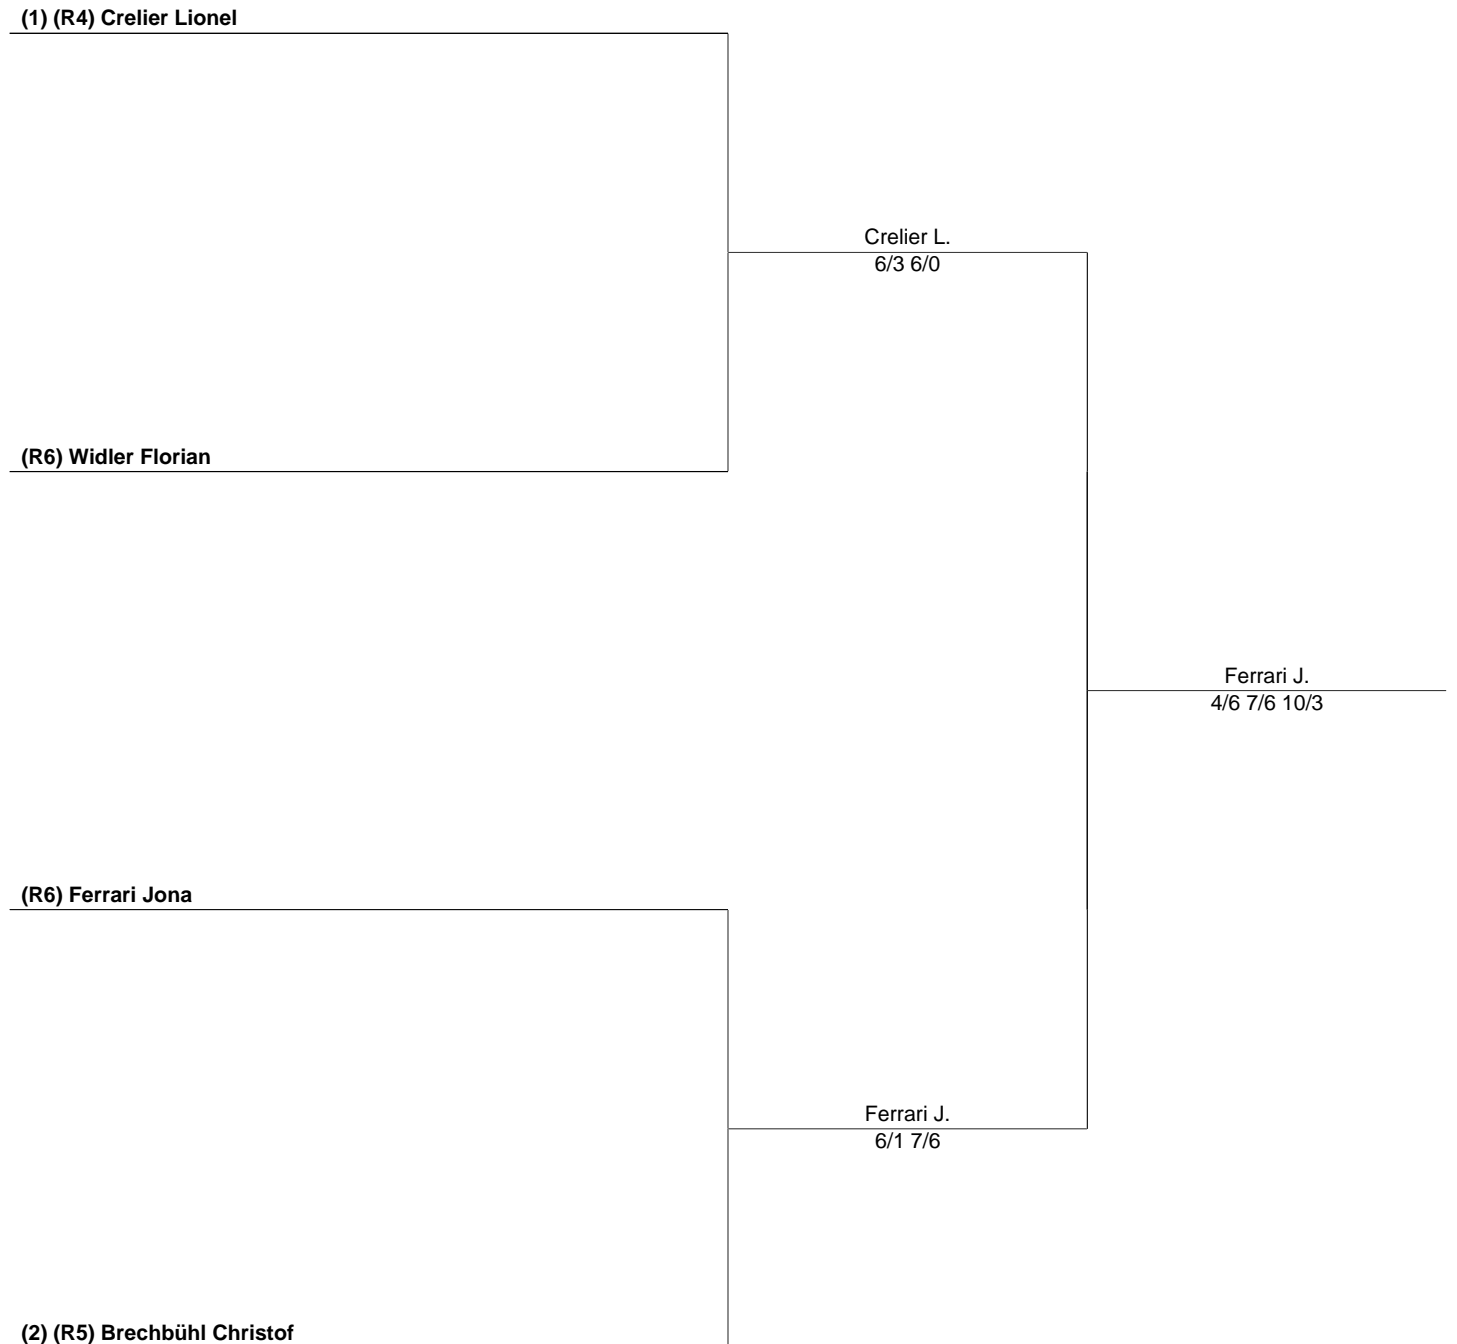 (1) (R4) Crelier Lionel
Crelier L.
6/3 6/0
(R6) Widler Florian
Ferrari J.
4/6 7/6 10/3
(R6) Ferrari Jona
Ferrari J.
6/1 7/6
(2) (R5) Brechbühl Christof